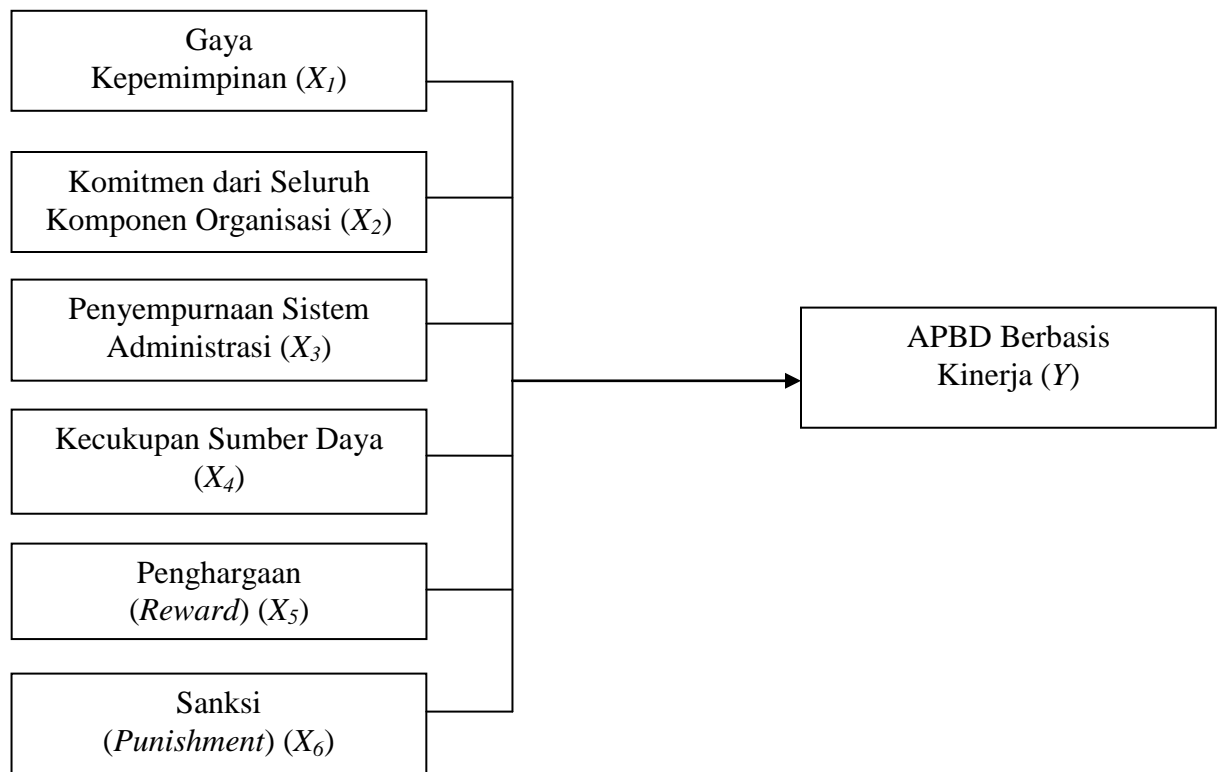 Gaya
Kepemimpinan (X1)
Komitmen dari Seluruh
Komponen Organisasi (X2)
Penyempurnaan Sistem
Administrasi (X3)
Kecukupan Sumber Daya
(X4)
Penghargaan
(Reward) (X5)
Sanksi
(Punishment) (X6)
APBD Berbasis
Kinerja (Y)